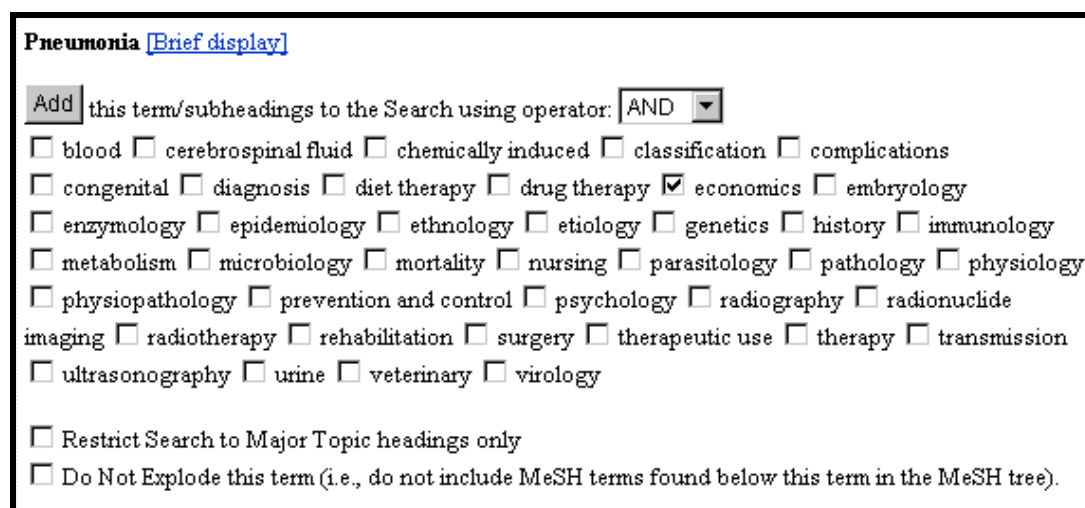 Pneumonia [Brief display]
Add this term/subheadings to the Search using operator: AND
blood cerebrospinal fluid chemically induced classification complications
congenital diagnosis diet therapy drug therapy economics embryology
enzymology epidemiology ethnology etiology genetics history immunology
metabolism microbiology mortality nursing parasitology pathology physiology
physiopathology prevention and control psychology radiography radionuclide
imaging radiotherapy rehabilitation surgery therapeutic use therapy transmission
ultrasonography urine veterinary virology
Restrict Search to Major Topic headings only
Do Not Explode this term (i.e., do not include MeSH terms found below this term in the MeSH tree).